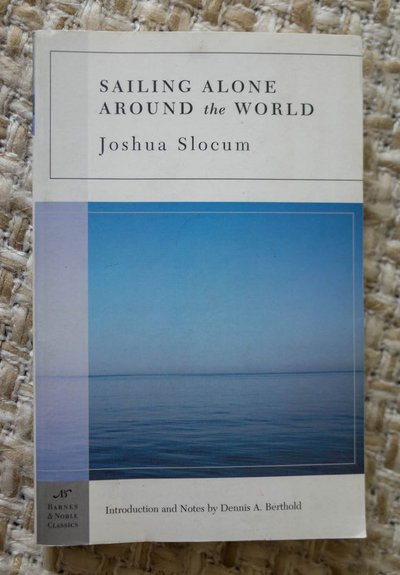 SAILING ALONE
AROUND the WORLD
Joshua Slocum
BARNES
& NOBLE
CLASSICS
Introduction and Notes by Dennis A. Berthold